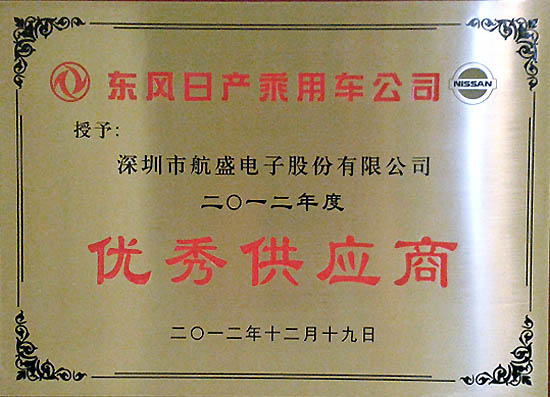 东风日产乘用车公司 NISSAN
授予:
深圳市航盛电子股份有限公司
二〇一二年度
优秀供应商
二〇一二年十二月十九日